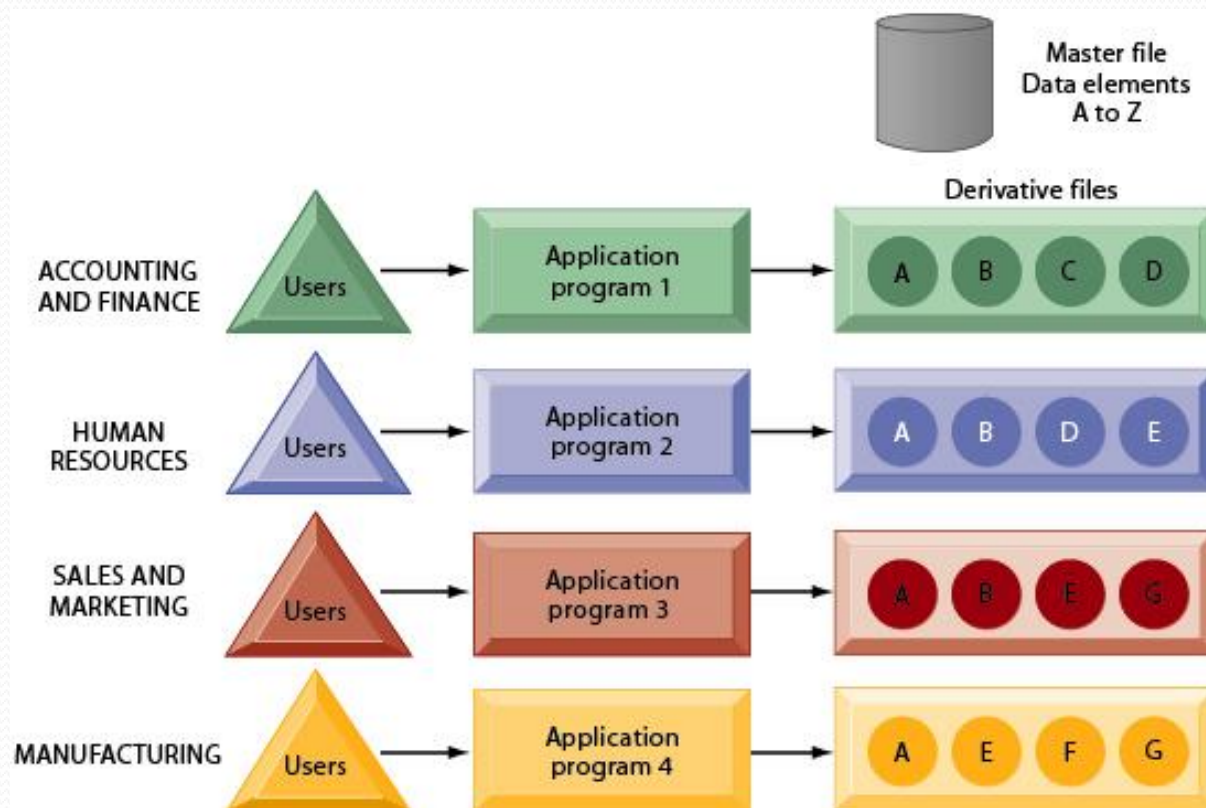 Master file
Data elements
A to Z
Derivative files
ACCOUNTING
AND FINANCE
Users
Application
program 1
A B C D
HUMAN
RESOURCES
Users
Application
program 2
A B D E
SALES AND
MARKETING
Users
Application
program 3
A B E G
MANUFACTURING
Users
Application
program 4
A E F G